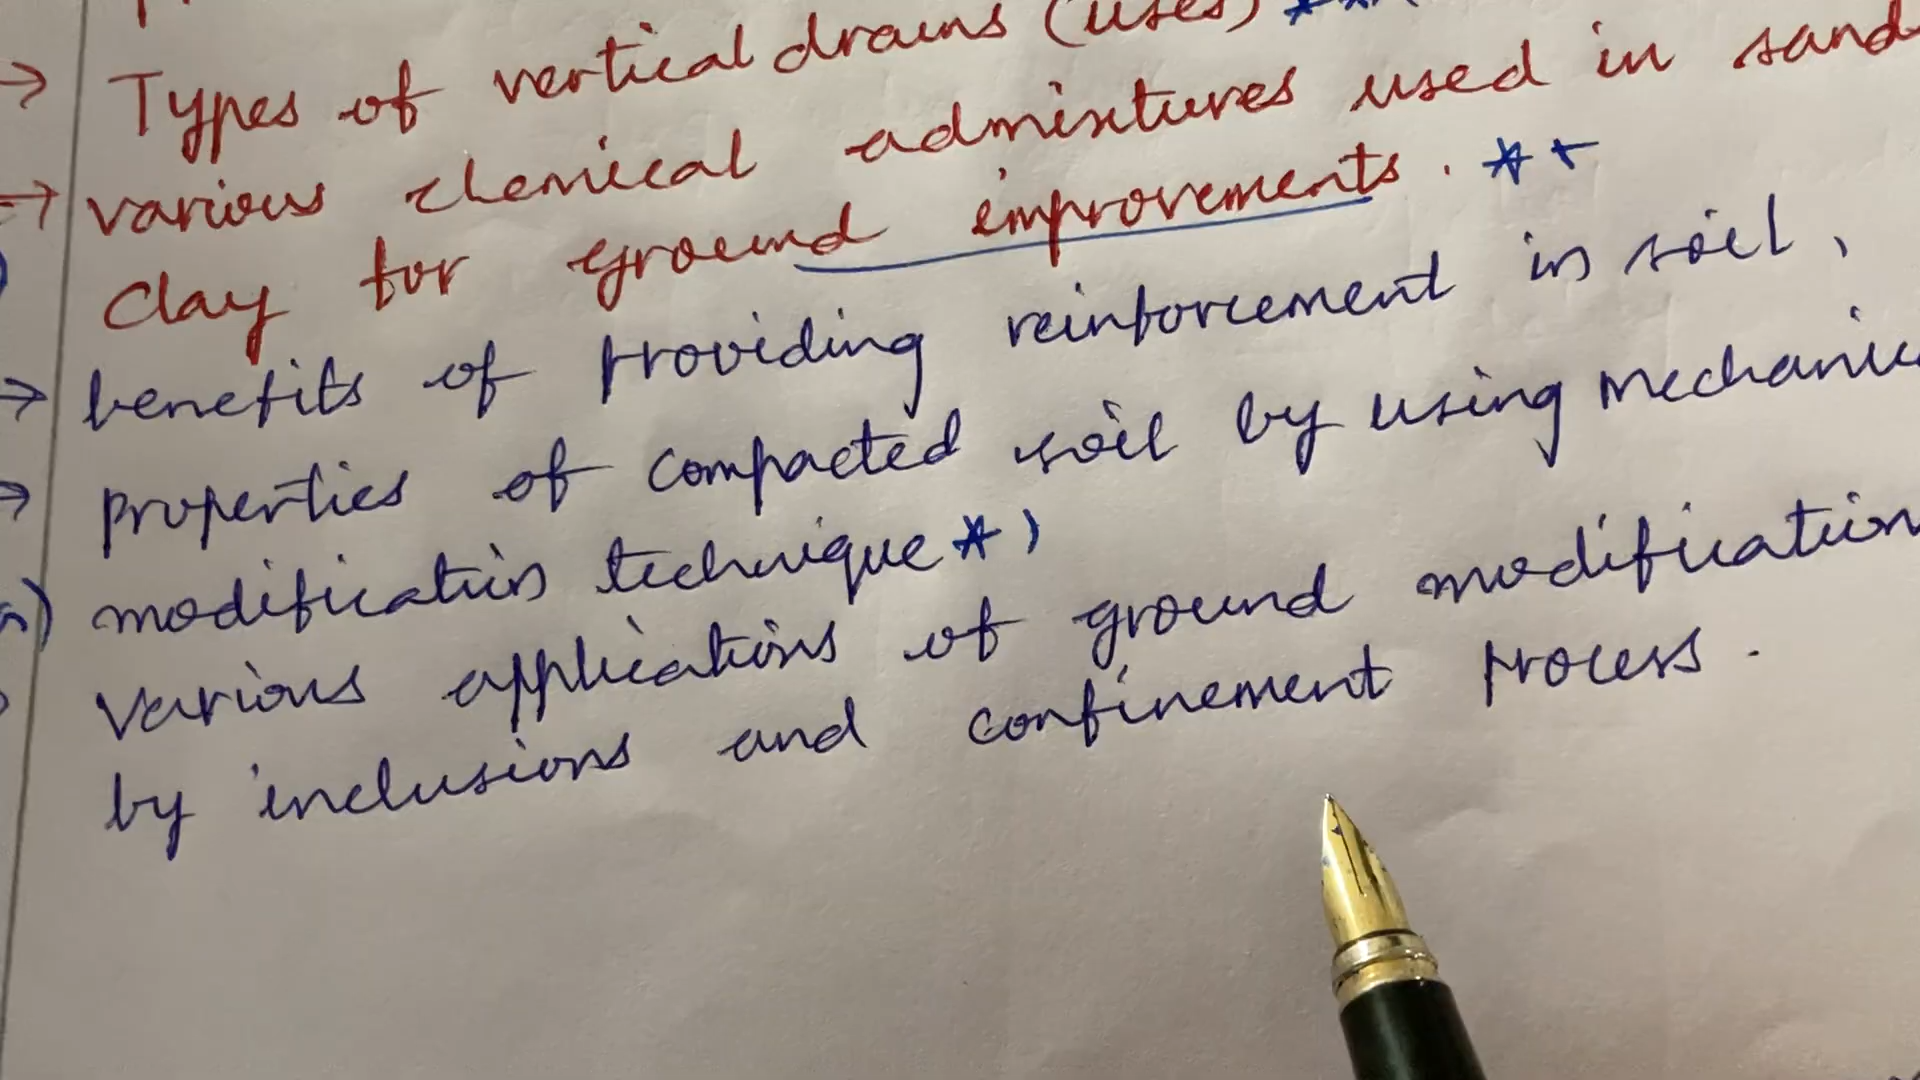 → Types of vertical drains (uses) ***
→ various chemical admixtures used in sand
clay for ground improvements. **
→ benefits of providing reinforcement in soil,
→ properties of compacted soil by using mechanic
modification technique *,
various applications of ground modification
by inclusions and confinement process.